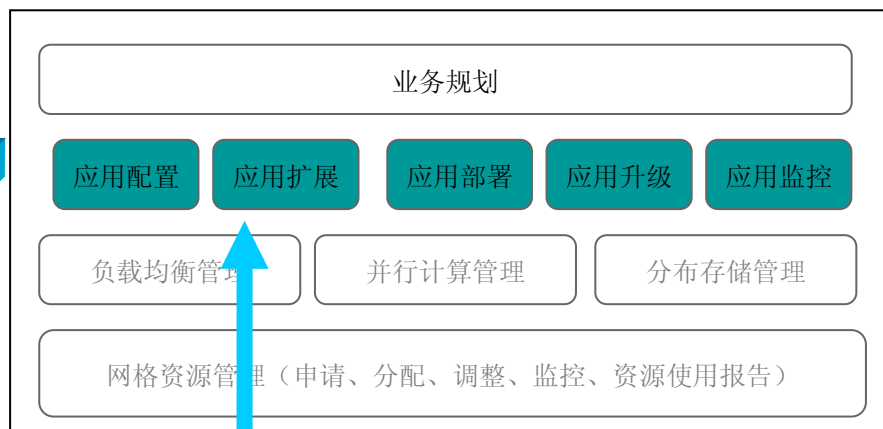 业务规划
应用配置 应用扩展 应用部署 应用升级 应用监控
负载均衡管理 并行计算管理 分布存储管理
网格资源管理（申请、分配、调整、监控、资源使用报告）